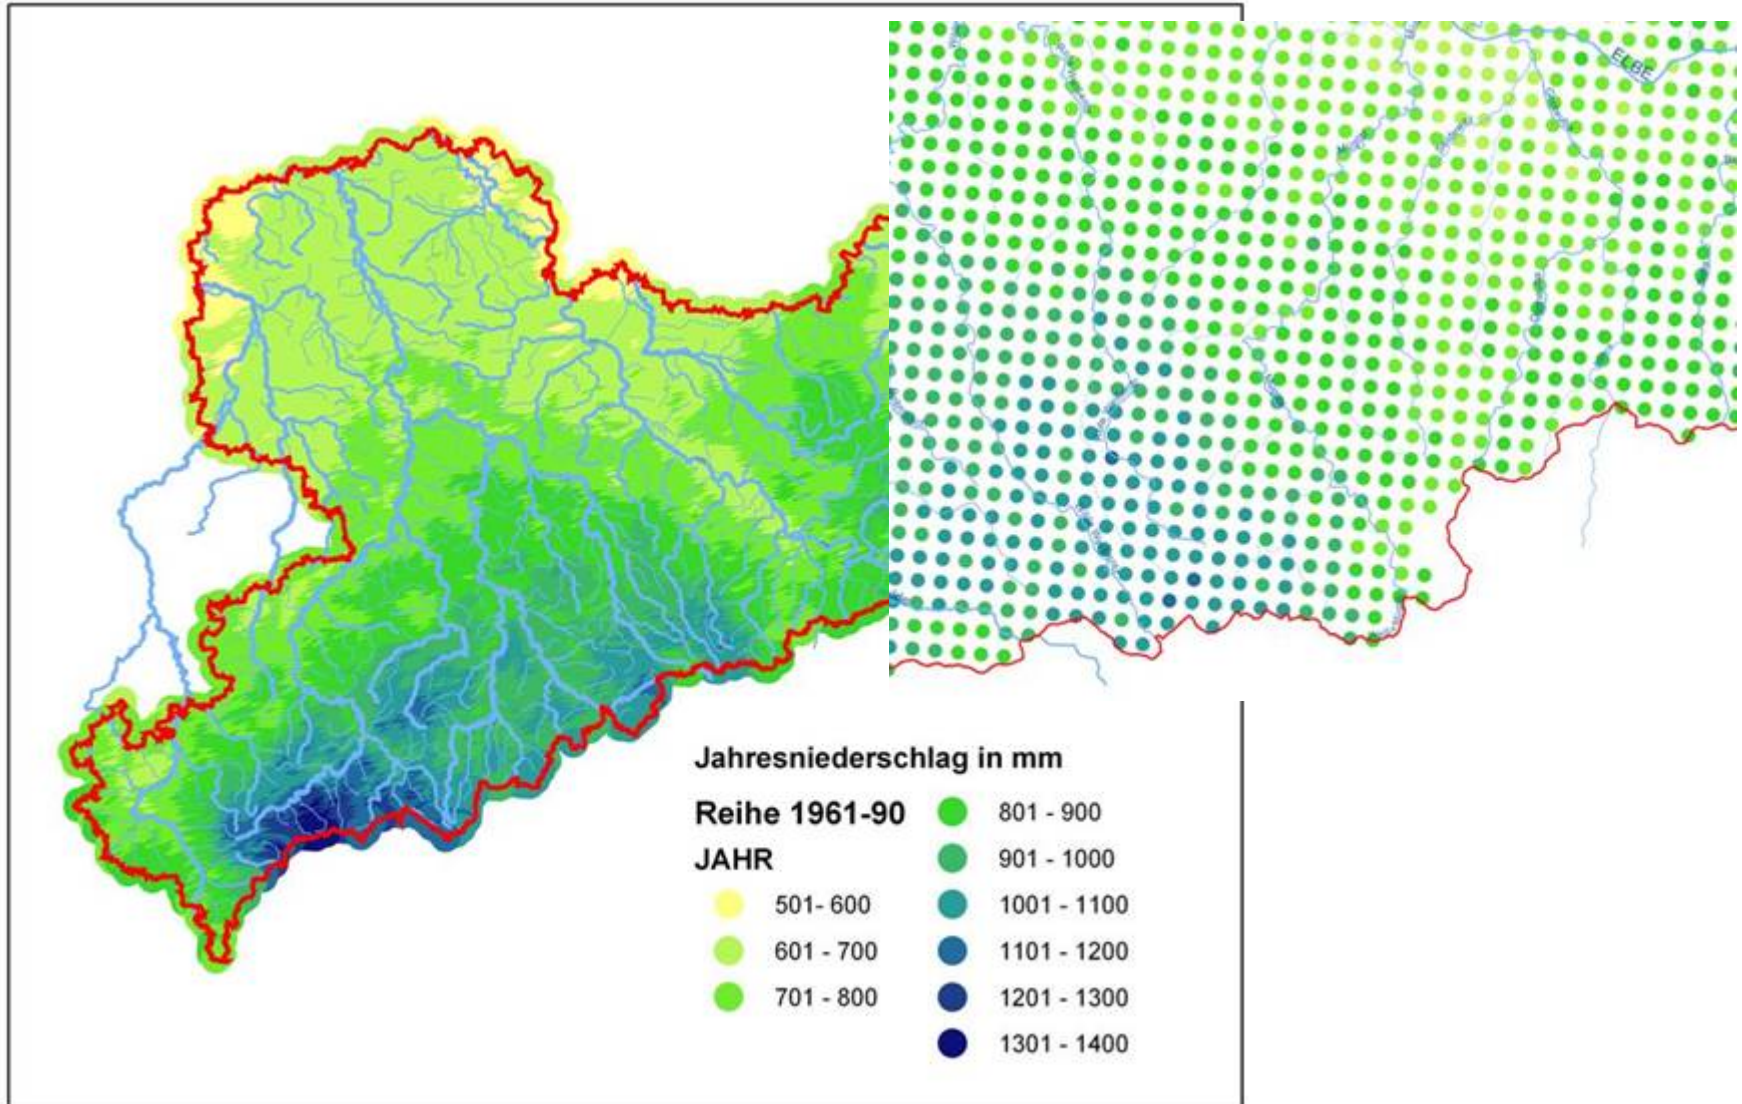 ELBE
Jahresniederschlag in mm
Reihe 1961-90
JAHR
501- 600
601 - 700
701 - 800
801 - 900
901 - 1000
1001 - 1100
1101 - 1200
1201 - 1300
1301 - 1400